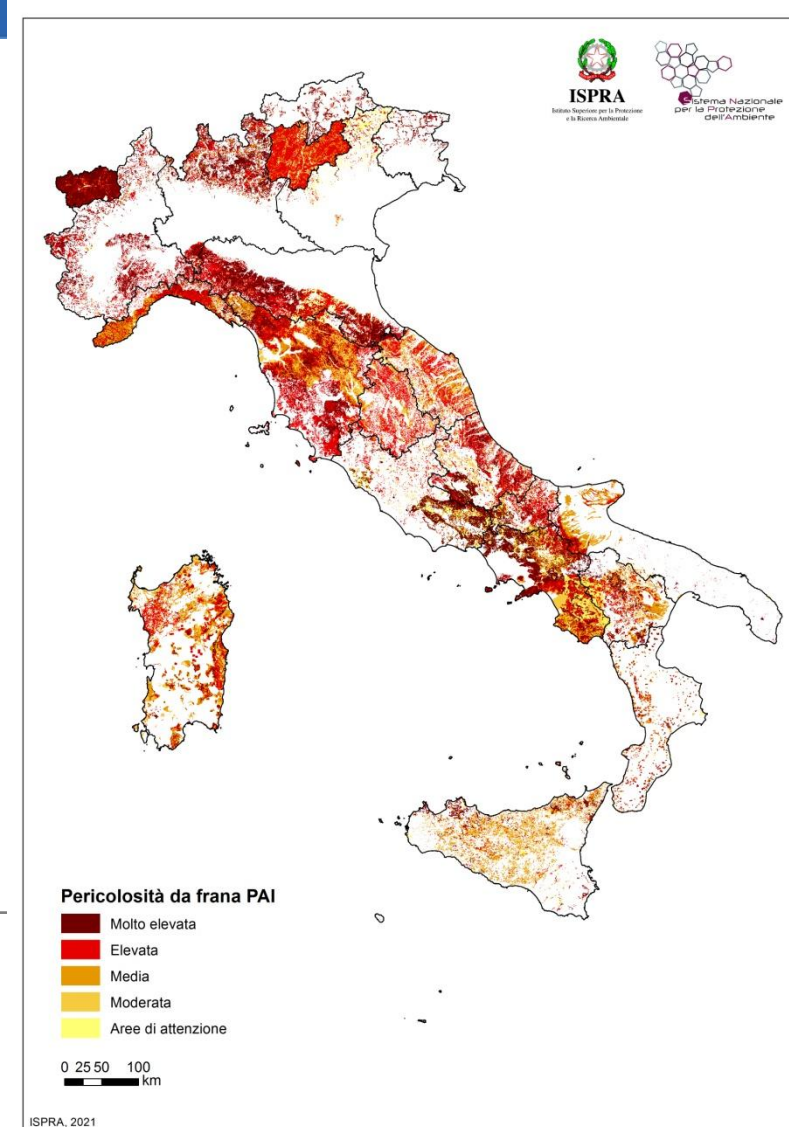 ISPRA
Istituto Superiore per la Protezione
e la Ricerca Ambientale
Sistema Nazionale
per la Protezione
dell'Ambiente
Pericolosità da frana PAI
Molto elevata
Elevata
Media
Moderata
Aree di attenzione
0 25 50 100
km
ISPRA, 2021